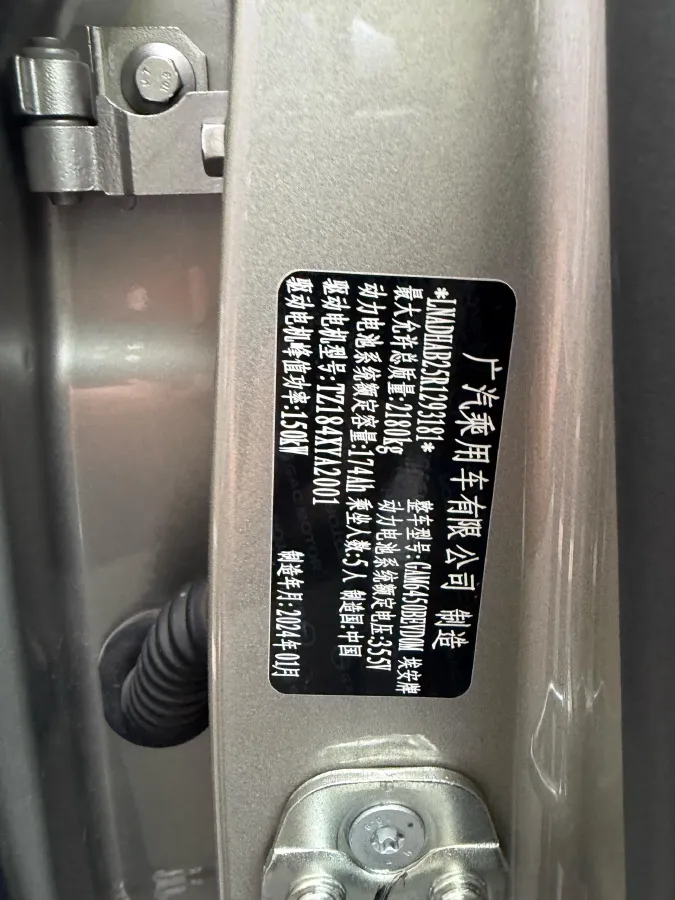 广汽乘用车有限公司 制造
*LNADHAB25R1293181* 整车型号:GAM6450BEVD0N 埃安牌
最大允许总质量:2180kg 动力电池系统额定电压:355V
动力电池系统额定容量:174Ah 乘坐人数:5人 制造国:中国
驱动电机型号:TZ184XYA2001
驱动电机峰值功率:150kW 制造年月:2024年01月